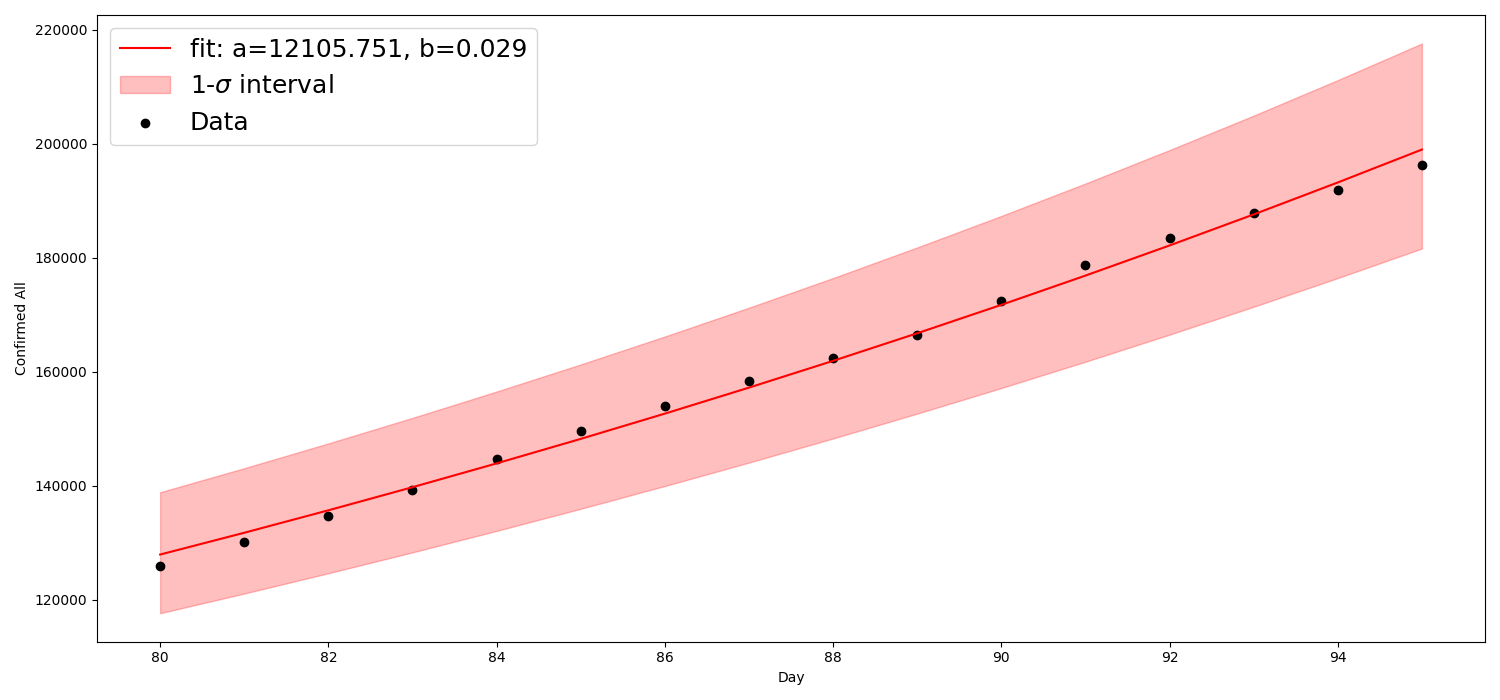 fit: a=12105.751, b=0.029
1-σ interval
Data
220000
200000
180000
160000
140000
120000
Confirmed All
80 82 84 86 88 90 92 94
Day